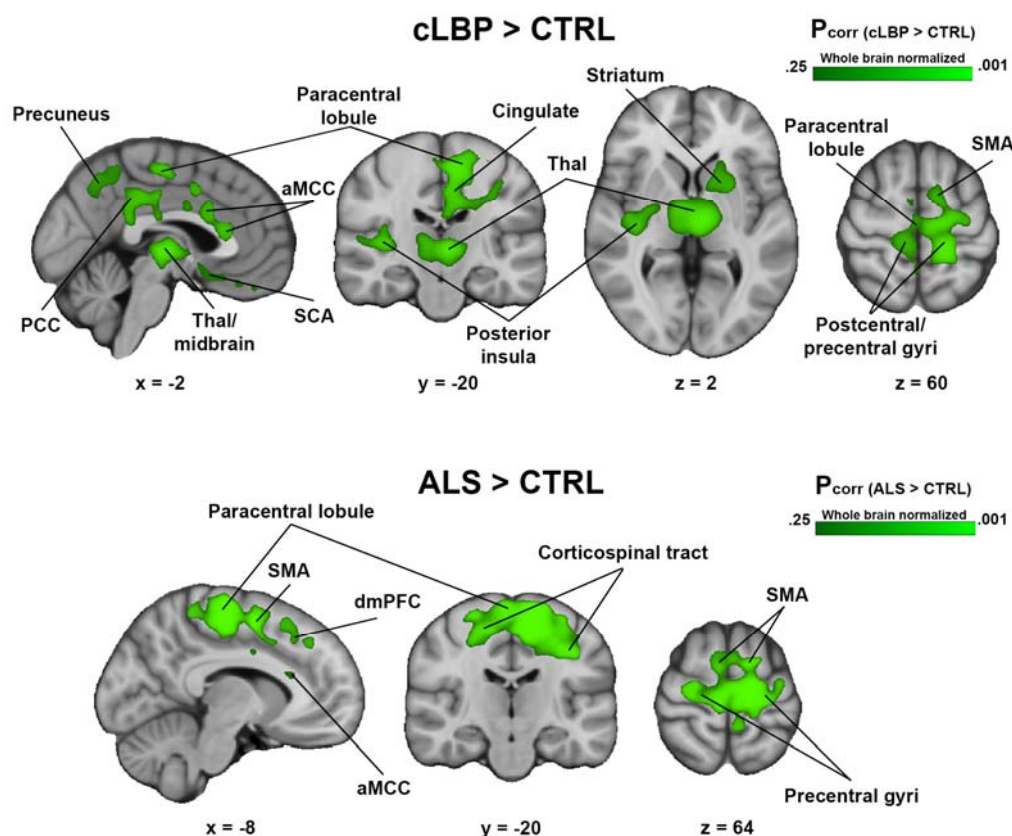 cLBP > CTRL
Pcorr (cLBP > CTRL)
Whole brain normalized
.25
.001
Striatum
Precuneus
Paracentral
lobule
Cingulate
Paracentral
lobule
SMA
aMCC
Thal
PCC
Thal/
midbrain
SCA
Posterior
insula
Postcentral/
precentral gyri
x = -2
y = -20
z = 2
z = 60
ALS > CTRL
Pcorr (ALS > CTRL)
Whole brain normalized
.25
.001
Paracentral lobule
SMA
dmPFC
Corticospinal tract
SMA
aMCC
Precentral gyri
x = -8
y = -20
z = 64